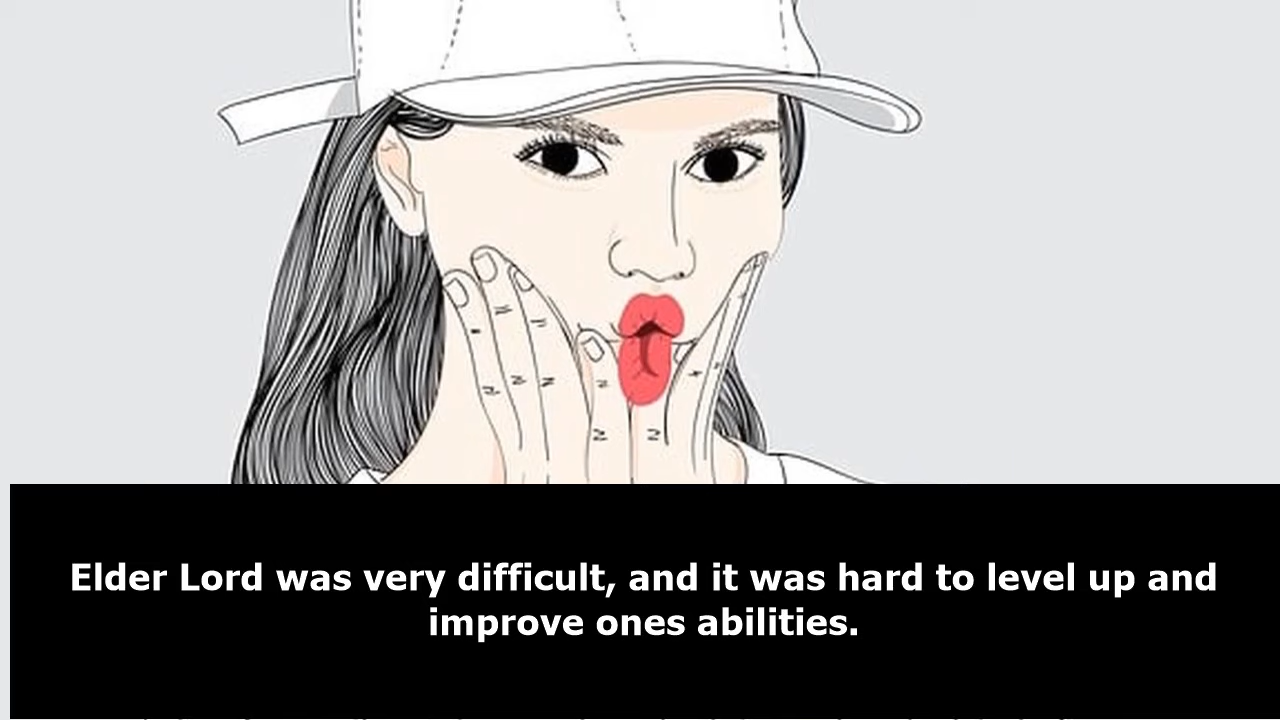 Elder Lord was very difficult, and it was hard to level up and
improve ones abilities.